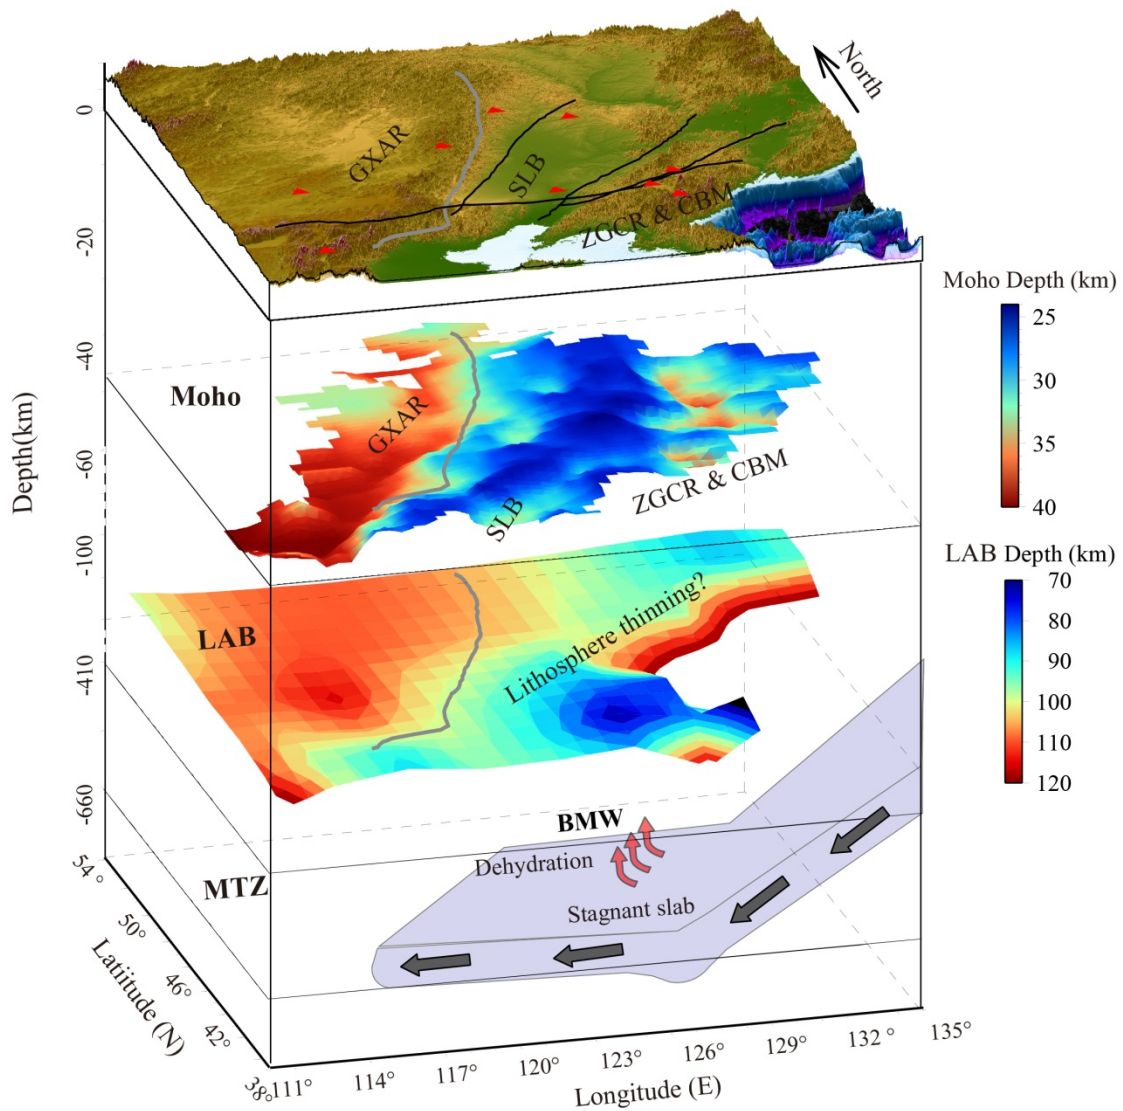 North
0
GXAR
SLB
ZGCR & CBM
-20
Moho Depth (km)
25
30
35
40
-40
Moho
GXAR
Depth(km)
-60
ZGCR & CBM
SLB
-100
LAB Depth (km)
70
80
90
100
110
120
LAB
Lithosphere thinning?
-410
-660
BMW
Dehydration
MTZ
Stagnant slab
54 °
50°
46°
42°
38°
Latiitude (N)
111°
114°
117°
120°
123°
126°
129°
132 °
135°
Longitude (E)